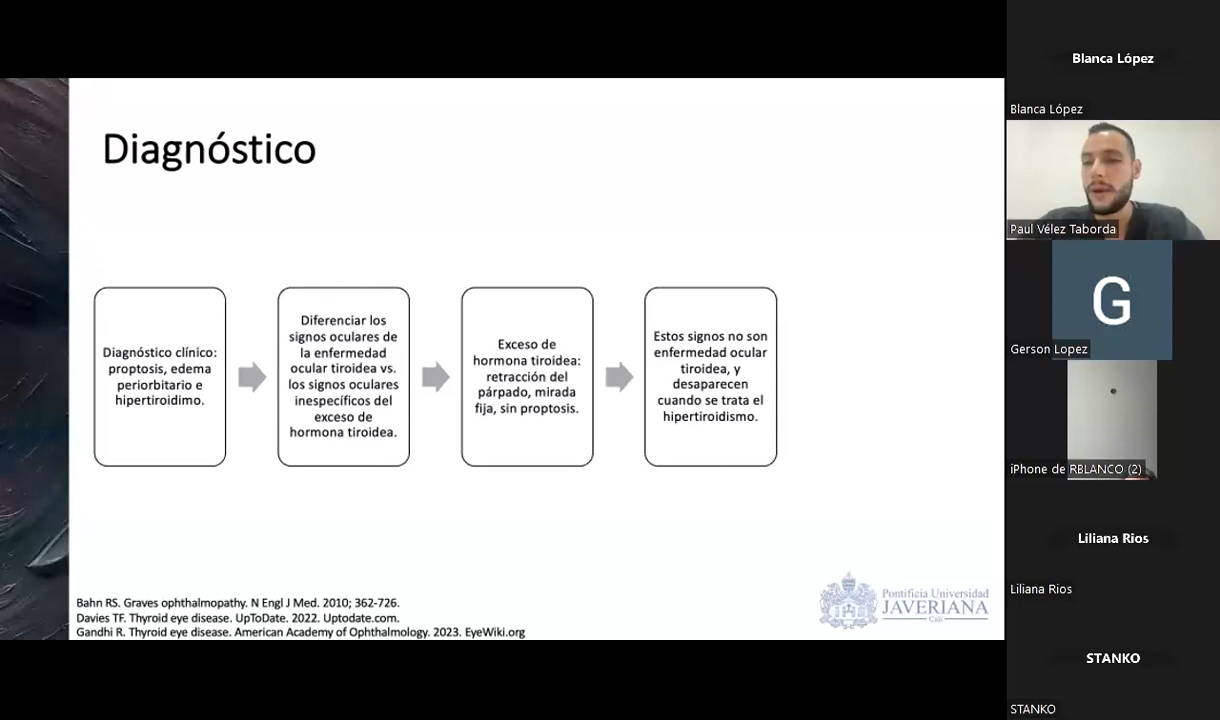 Diagnóstico
Diagnóstico clínico:
proptosis, edema
periorbitario e
hipertiroidimo.
Diferenciar los
signos oculares de
la enfermedad
ocular tiroidea vs.
los signos oculares
inespecíficos del
exceso de
hormona tiroidea.
Exceso de
hormona tiroidea:
retracción del
párpado, mirada
fija, sin proptosis.
Estos signos no son
enfermedad ocular
tiroidea, y
desaparecen
cuando se trata el
hipertiroidismo.
Bahn RS. Graves ophthalmopathy. N Engl J Med. 2010; 362-726.
Davies TF. Thyroid eye disease. UpToDate. 2022. Uptodate.com.
Gandhi R. Thyroid eye disease. American Academy of Ophthalmology. 2023. EyeWiki.org
Pontificia Universidad
JAVERIANA
Cali
Blanca López
Blanca López
Paul Vélez Taborda
G
Gerson Lopez
iPhone de RBLANCO (2)
Liliana Rios
Liliana Rios
STANKO
STANKO